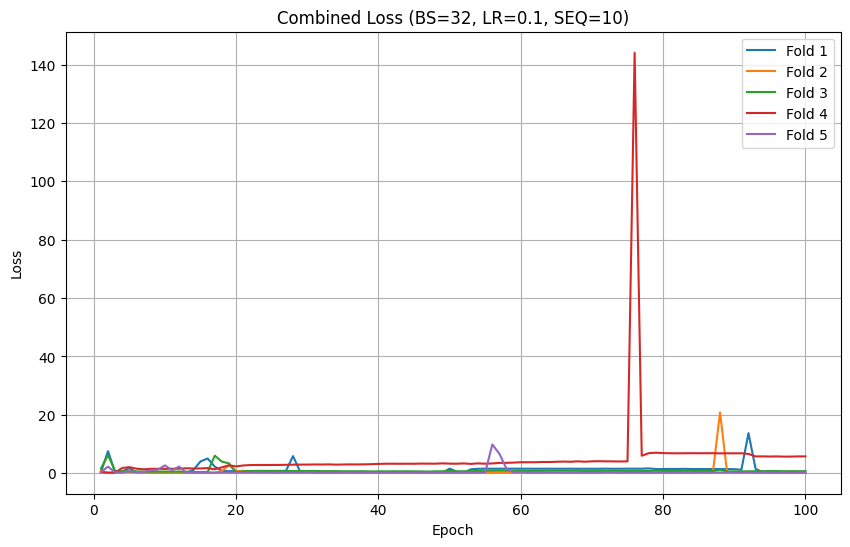 Combined Loss (BS=32, LR=0.1, SEQ=10)
Loss
140
120
100
80
60
40
20
0
0 20 40 60 80 100
Epoch
Fold 1
Fold 2
Fold 3
Fold 4
Fold 5